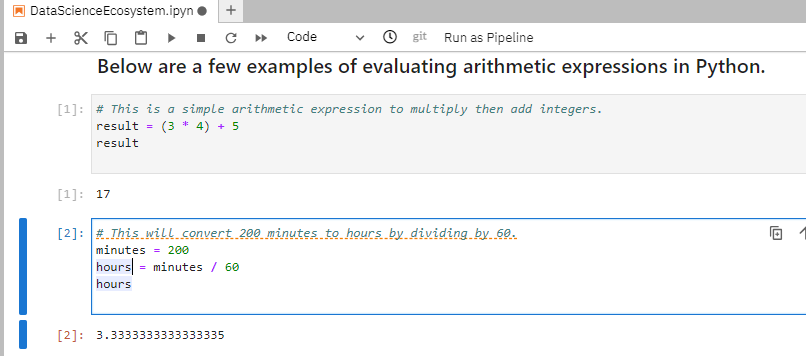 DataScienceEcosystem.ipyn
Code git Run as Pipeline
Below are a few examples of evaluating arithmetic expressions in Python.
[1]: # This is a simple arithmetic expression to multiply then add integers.
result = (3 * 4) + 5
result
[1]: 17
[2]: # This will convert 200 minutes to hours by dividing by 60.
minutes = 200
hours = minutes / 60
hours
[2]: 3.3333333333333335